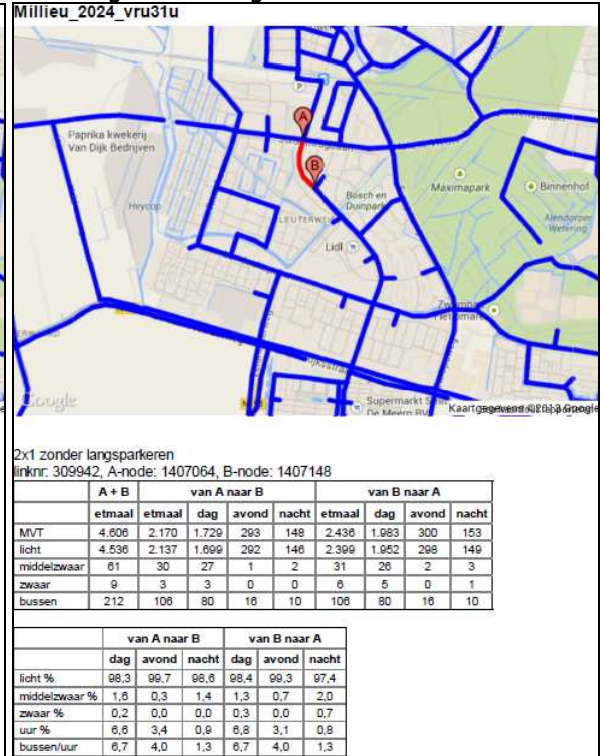 Millieu_2024_vru31u
P
A
Paprika kwekerij
Van Dijk Bedrijven
B
Maximapark
Binnenhof
Heycop
Bosch en
Duinpark
Alendorper
Wetering
LEUTERWEI
Lidl
Google
Supermarkt
De Meern BV
2x1 zonder langsparkeren
linknr: 309942, A-node: 1407064, B-node: 1407148
A + B van A naar B van B naar A
etmaal etmaal dag avond nacht etmaal dag avond nacht
MVT 4.606 2.170 1.729 293 148 2.436 1.983 300 153
licht 4.536 2.137 1.699 292 146 2.399 1.952 298 149
middelzwaar 61 30 27 1 2 31 26 2 3
zwaar 9 3 3 0 0 6 5 0 1
bussen 212 106 80 16 10 106 80 16 10
van A naar B van B naar A
dag avond nacht dag avond nacht
licht % 98,3 99,7 98,6 98,4 99,3 97,4
middelzwaar % 1,6 0,3 1,4 1,3 0,7 2,0
zwaar % 0,2 0,0 0,0 0,3 0,0 0,7
uur % 6,6 3,4 0,9 6,8 3,1 0,8
bussen/uur 6,7 4,0 1,3 6,7 4,0 1,3